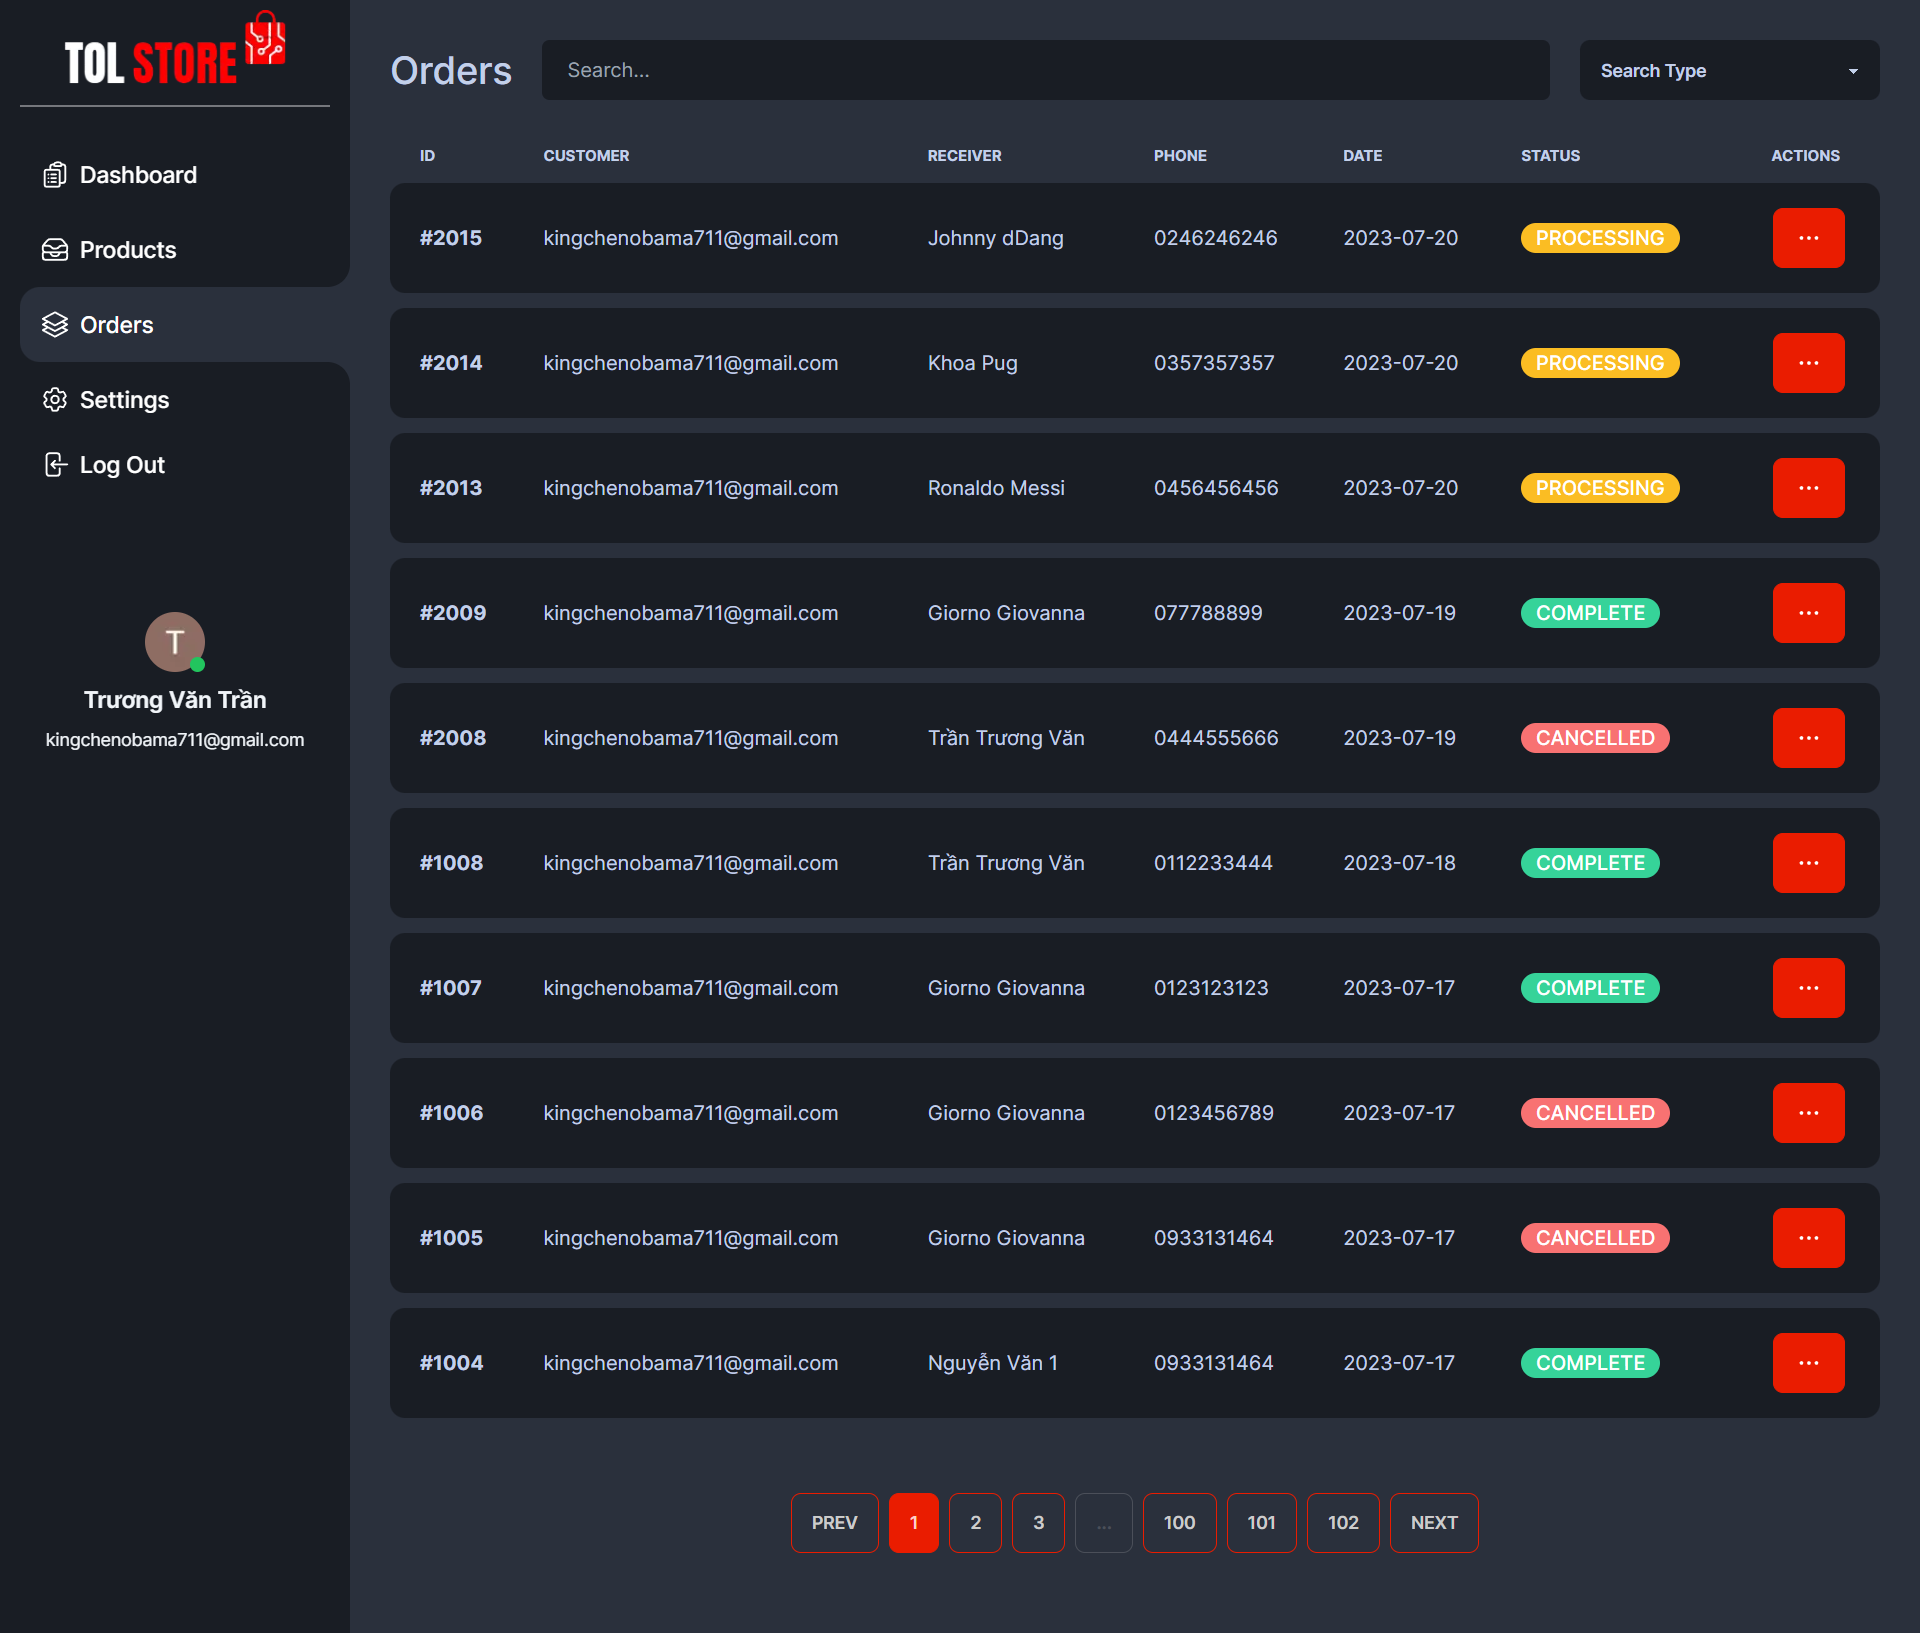 TOL STORE
Dashboard
Products
Orders
Settings
Log Out
T
Trương Văn Trần
kingchenobama711@gmail.com
Orders
Search...
Search Type
ID CUSTOMER RECEIVER PHONE DATE STATUS ACTIONS
#2015 kingchenobama711@gmail.com Johnny dDang 0246246246 2023-07-20 PROCESSING ...
#2014 kingchenobama711@gmail.com Khoa Pug 0357357357 2023-07-20 PROCESSING ...
#2013 kingchenobama711@gmail.com Ronaldo Messi 0456456456 2023-07-20 PROCESSING ...
#2009 kingchenobama711@gmail.com Giorno Giovanna 077788899 2023-07-19 COMPLETE ...
#2008 kingchenobama711@gmail.com Trần Trương Văn 0444555666 2023-07-19 CANCELLED ...
#1008 kingchenobama711@gmail.com Trần Trương Văn 0112233444 2023-07-18 COMPLETE ...
#1007 kingchenobama711@gmail.com Giorno Giovanna 0123123123 2023-07-17 COMPLETE ...
#1006 kingchenobama711@gmail.com Giorno Giovanna 0123456789 2023-07-17 CANCELLED ...
#1005 kingchenobama711@gmail.com Giorno Giovanna 0933131464 2023-07-17 CANCELLED ...
#1004 kingchenobama711@gmail.com Nguyễn Văn 1 0933131464 2023-07-17 COMPLETE ...
PREV 1 2 3 ... 100 101 102 NEXT